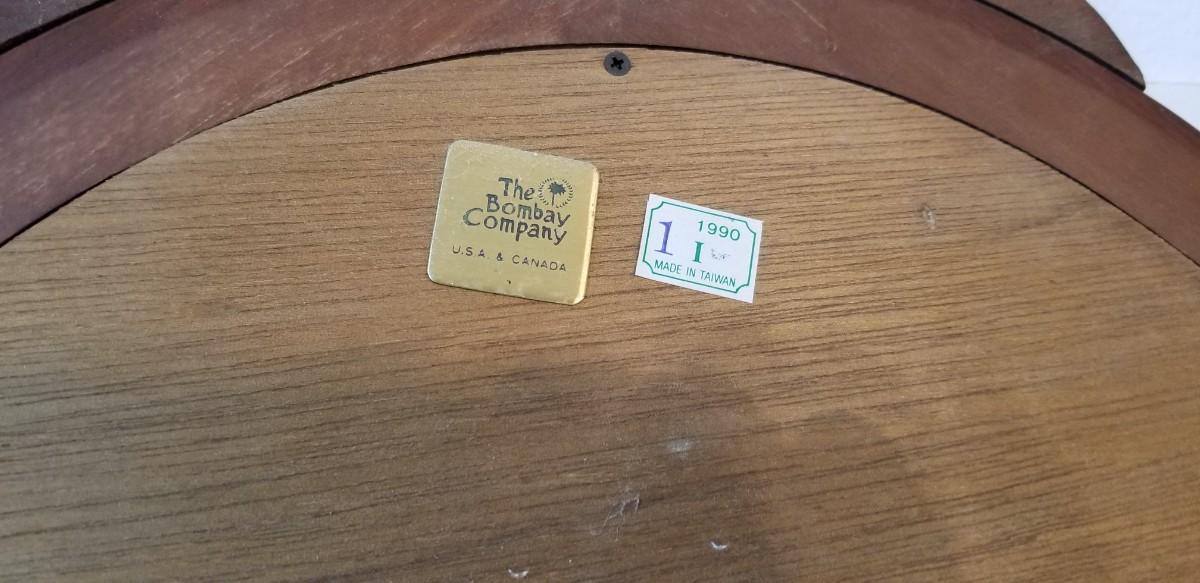 The
Bombay
Company
U.S.A. & CANADA
1990
1 I
MADE IN TAIWAN